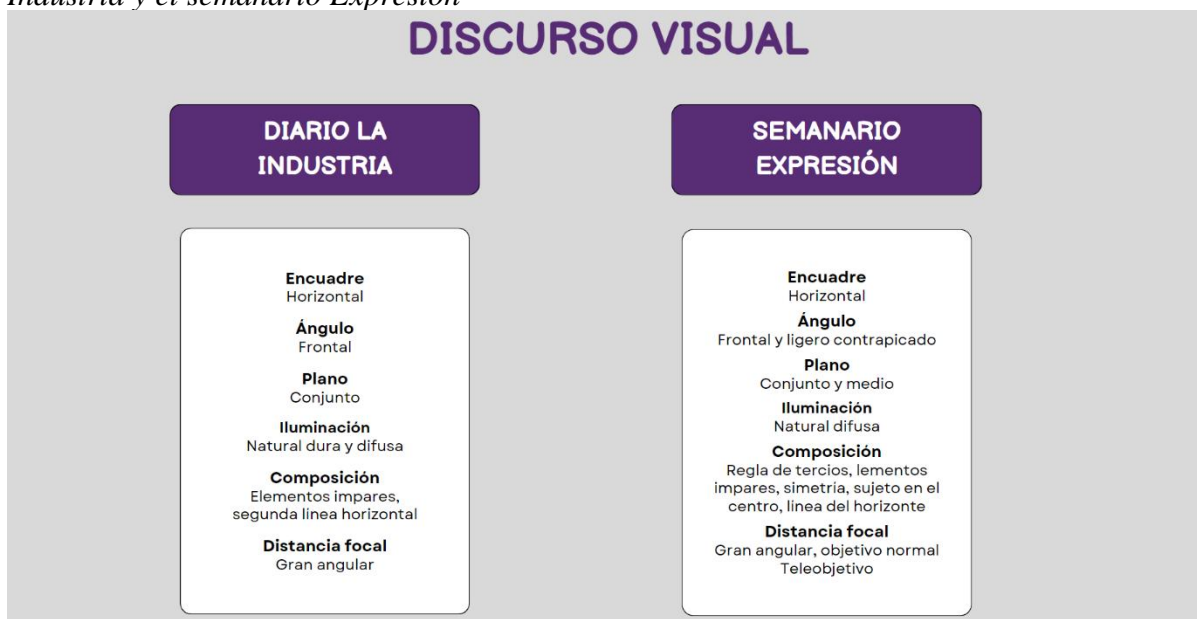 Industria y el semanario Expresión
DISCURSO VISUAL
DIARIO LA
INDUSTRIA
Encuadre
Horizontal
Ángulo
Frontal
Plano
Conjunto
Iluminación
Natural dura y difusa
Composición
Elementos impares,
segunda linea horizontal
Distancia focal
Gran angular
SEMANARIO
EXPRESIÓN
Encuadre
Horizontal
Ángulo
Frontal y ligero contrapicado
Plano
Conjunto y medio
Iluminación
Natural difusa
Composición
Regla de tercios, lementos
impares, simetria, sujeto en el
centro, linea del horizonte
Distancia focal
Gran angular, objetivo normal
Teleobjetivo